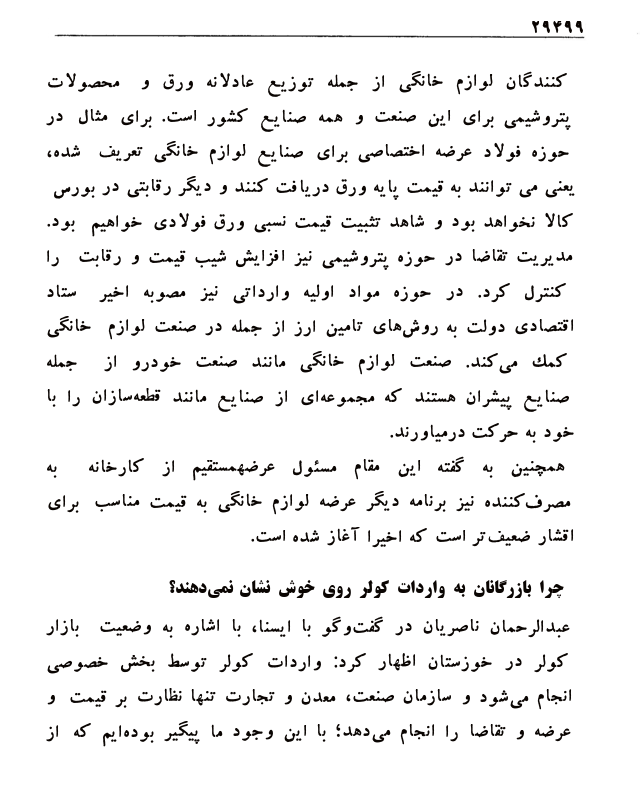 ۲۹۴۹۹
کنندگان لوازم خانگی از جمله توزیع عادلانه ورق و محصولات
پتروشیمی برای این صنعت و همه صنایع کشور است. برای مثال در
حوزه فولاد عرضه اختصاصی برای صنایع لوازم خانگی تعریف شده،
یعنی می توانند به قیمت پایه ورق دریافت کنند و دیگر رقابتی در بورس
کالا نخواهد بود و شاهد تثبیت قیمت نسبی ورق فولادی خواهیم بود.
مدیریت تقاضا در حوزه پتروشیمی نیز افزایش شیب قیمت و رقابت را
کنترل کرد. در حوزه مواد اولیه وارداتی نیز مصوبه اخیر ستاد
اقتصادی دولت به روش‌های تامین ارز از جمله در صنعت لوازم خانگی
کمك می‌کند. صنعت لوازم خانگی مانند صنعت خودرو از جمله
صنایع پیشران هستند که مجموعه‌ای از صنایع مانند قطعه‌سازان را با
خود به حرکت درمیاورند.
همچنین به گفته این مقام مسئول عرضهمستقیم از کارخانه به
مصرف‌کننده نیز برنامه دیگر عرضه لوازم خانگی به قیمت مناسب برای
اقشار ضعیف‌تر است که اخیرا آغاز شده است.
چرا بازرگانان به واردات کولر روی خوش نشان نمی‌دهند؟
عبدالرحمان ناصریان در گفت‌وگو با ایسنا، با اشاره به وضعیت بازار
کولر در خوزستان اظهار کرد: واردات کولر توسط بخش خصوصی
انجام می‌شود و سازمان صنعت، معدن و تجارت تنها نظارت بر قیمت و
عرضه و تقاضا را انجام می‌دهد؛ با این وجود ما پیگیر بوده‌ایم که از